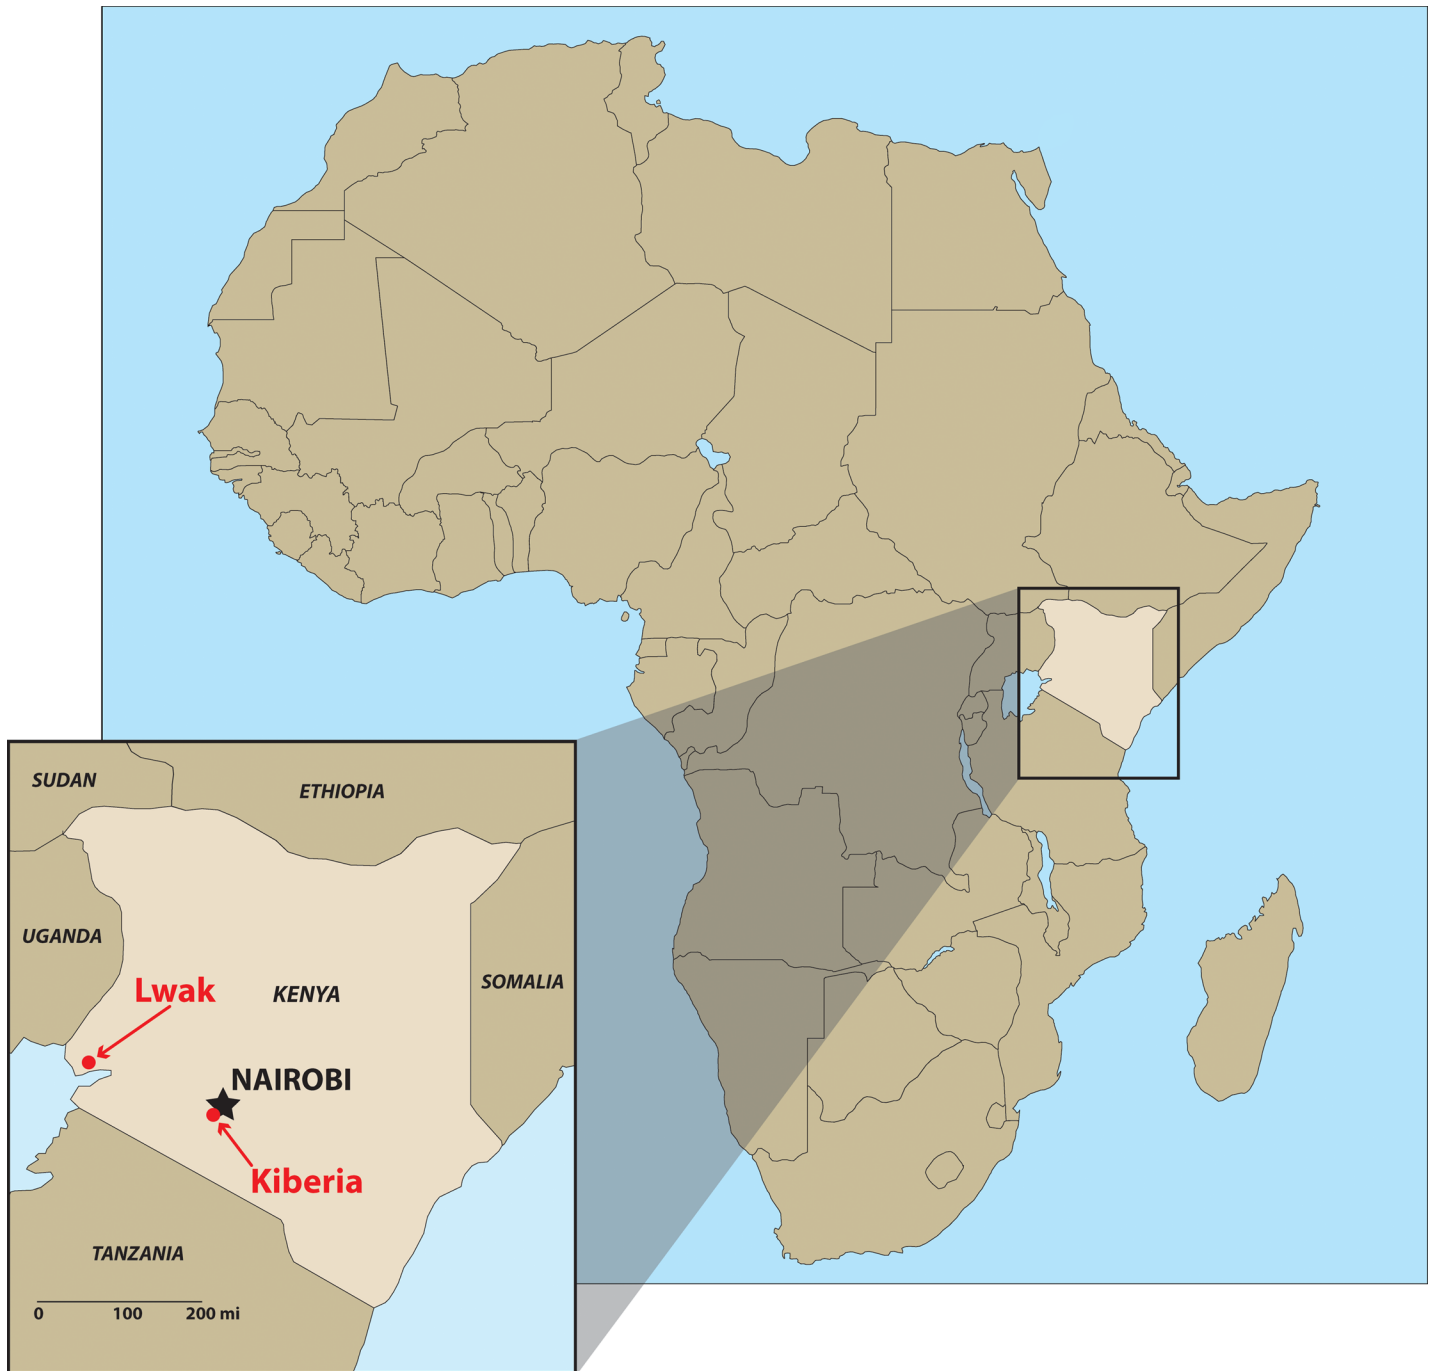 SUDAN
ETHIOPIA
UGANDA
Lwak
KENYA
SOMALIA
NAIROBI
Kiberia
TANZANIA
0 100 200 mi